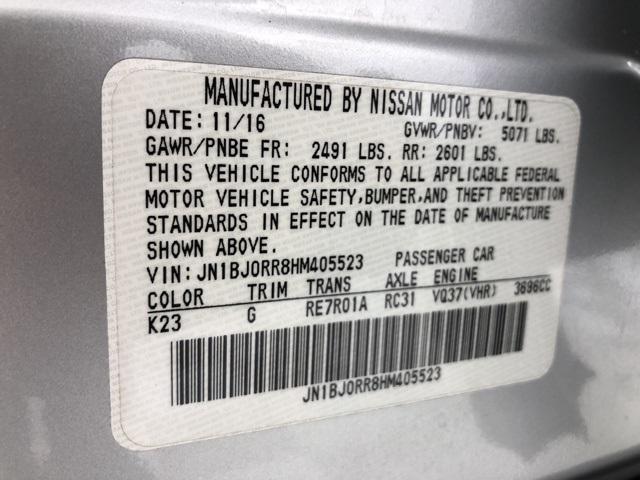 MANUFACTURED BY NISSAN MOTOR CO.,LTD.
DATE: 11/16 GVWR/PNBV: 5071 LBS.
GAWR/PNBE FR: 2491 LBS. RR: 2601 LBS.
THIS VEHICLE CONFORMS TO ALL APPLICABLE FEDERAL
MOTOR VEHICLE SAFETY,BUMPER,AND THEFT PREVENTION
STANDARDS IN EFFECT ON THE DATE OF MANUFACTURE
SHOWN ABOVE.
VIN: JN1BJ0RR8HM405523 PASSENGER CAR
COLOR TRIM TRANS AXLE ENGINE
K23 G RE7R01A RC31 VQ37(VHR) 3696CC
JN1BJ0RR8HM405523